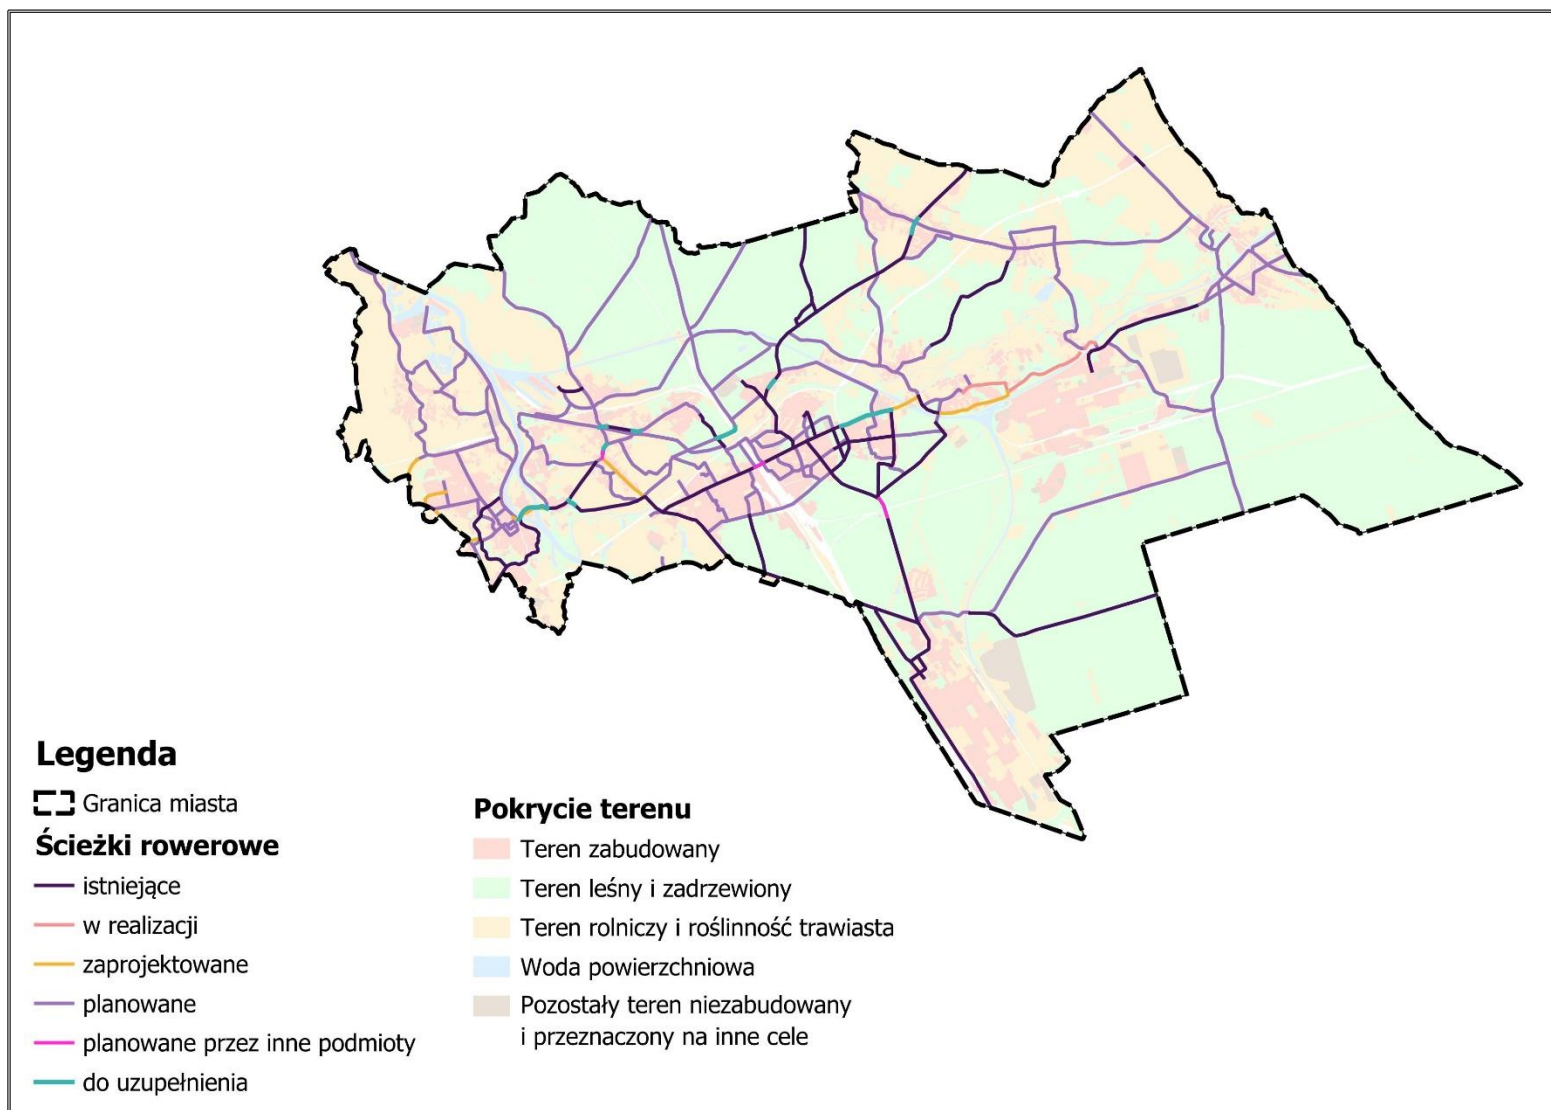 Legenda
Granica miasta
Ścieżki rowerowe
istniejące
w realizacji
zaprojektowane
planowane
planowane przez inne podmioty
do uzupełnienia
Pokrycie terenu
Teren zabudowany
Teren leśny i zadrzewiony
Teren rolniczy i roślinność trawiasta
Woda powierzchniowa
Pozostały teren niezabudowany
i przeznaczony na inne cele